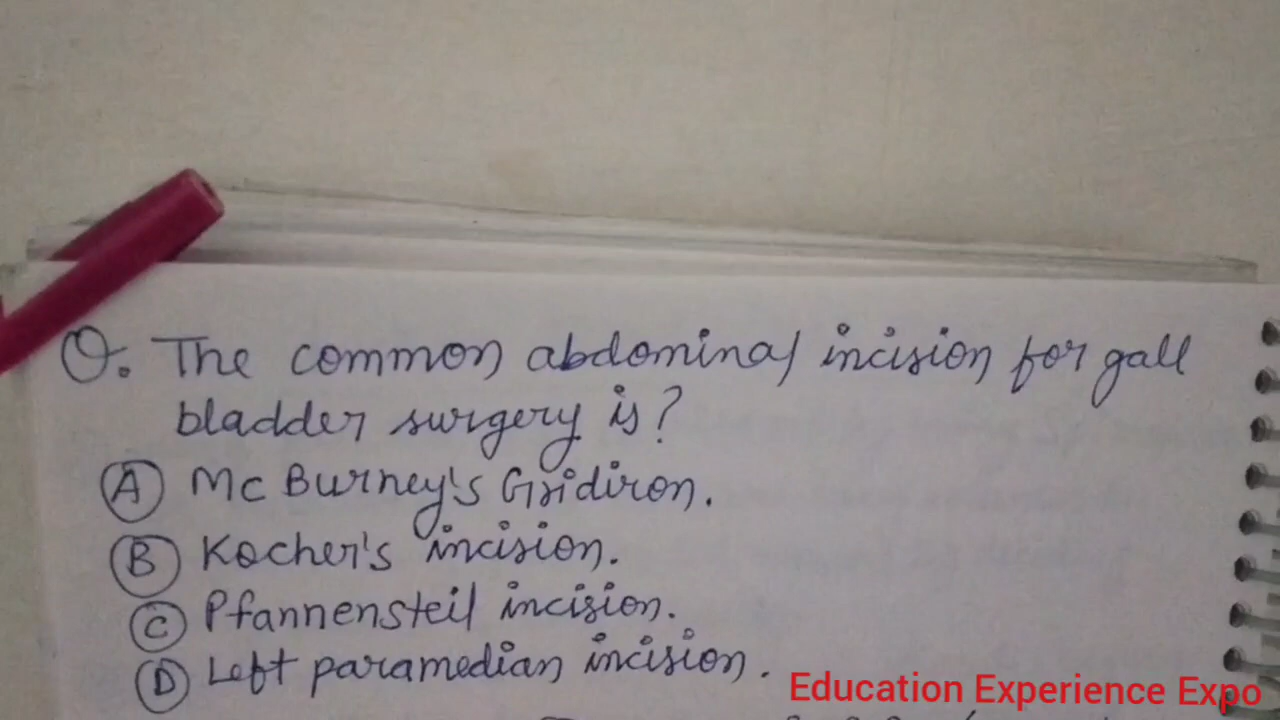 Q. The common abdominal incision for gall
bladder surgery is?
A Mc Burney's Gridiron.
B Kocher's incision.
C Pfannensteil incision.
D Left paramedian incision.
Education Experience Expo